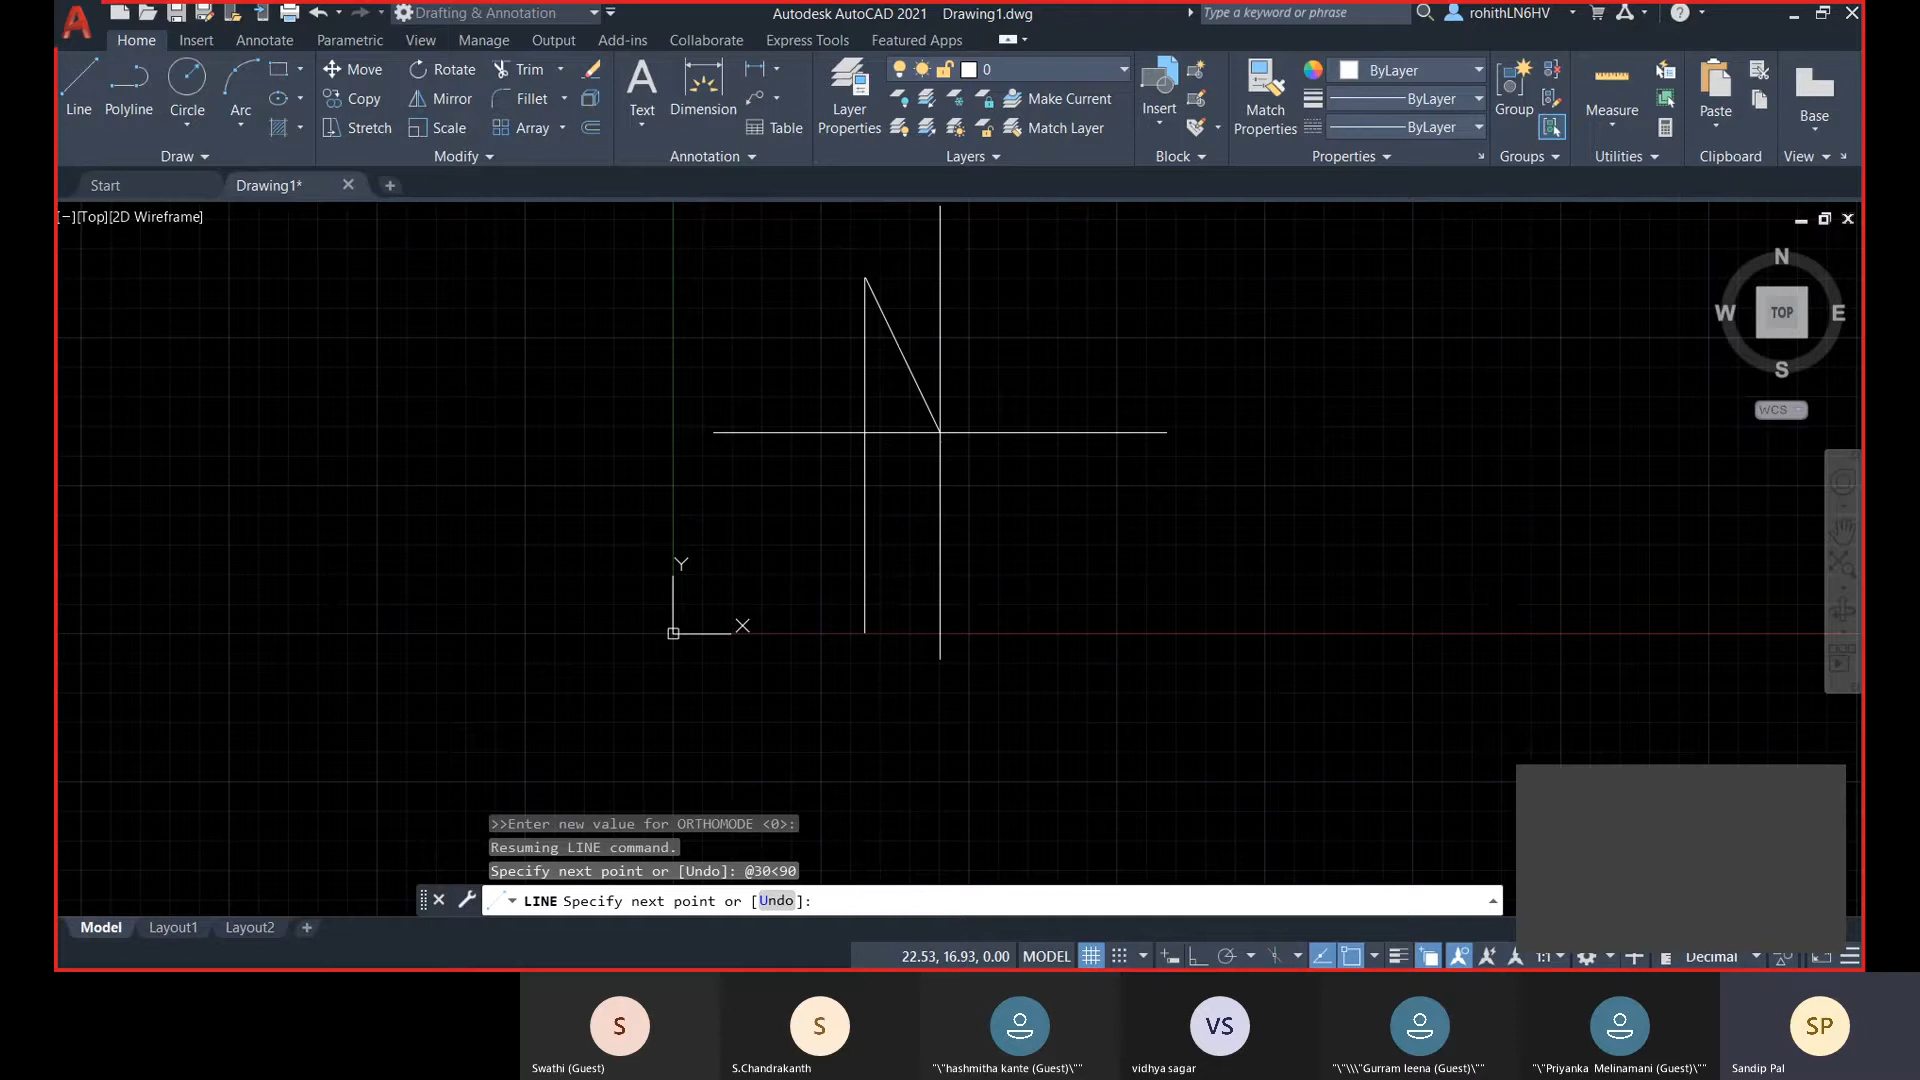 Drafting & Annotation Autodesk AutoCAD 2021 Drawing1.dwg Type a keyword or phrase rohithLN6HV ?
Home Insert Annotate Parametric View Manage Output Add-ins Collaborate Express Tools Featured Apps
Line Polyline Circle Arc
Move Rotate Trim
Copy Mirror Fillet
Stretch Scale Array
Text Dimension Table
Layer Properties
0
Make Current
Match Layer
Insert
Match Properties
ByLayer
ByLayer
ByLayer
Group Measure Paste Base
Draw Modify Annotation Layers Block Properties Groups Utilities Clipboard View
Start Drawing1* +
[−][Top][2D Wireframe]
N
W TOP E
S
WCS
Y
X
>>Enter new value for ORTHOMODE <0>:
Resuming LINE command.
Specify next point or [Undo]: @30<90
LINE Specify next point or [Undo]:
Model Layout1 Layout2 +
22.53, 16.93, 0.00 MODEL 1:1 Decimal
S S VS SP
Swathi (Guest) S.Chandrakanth "\"hashmitha kante (Guest)\"" vidhya sagar "\"\\\"Gurram leena (Guest)\"" "\"Priyanka Melinamani (Guest)\"" Sandip Pal